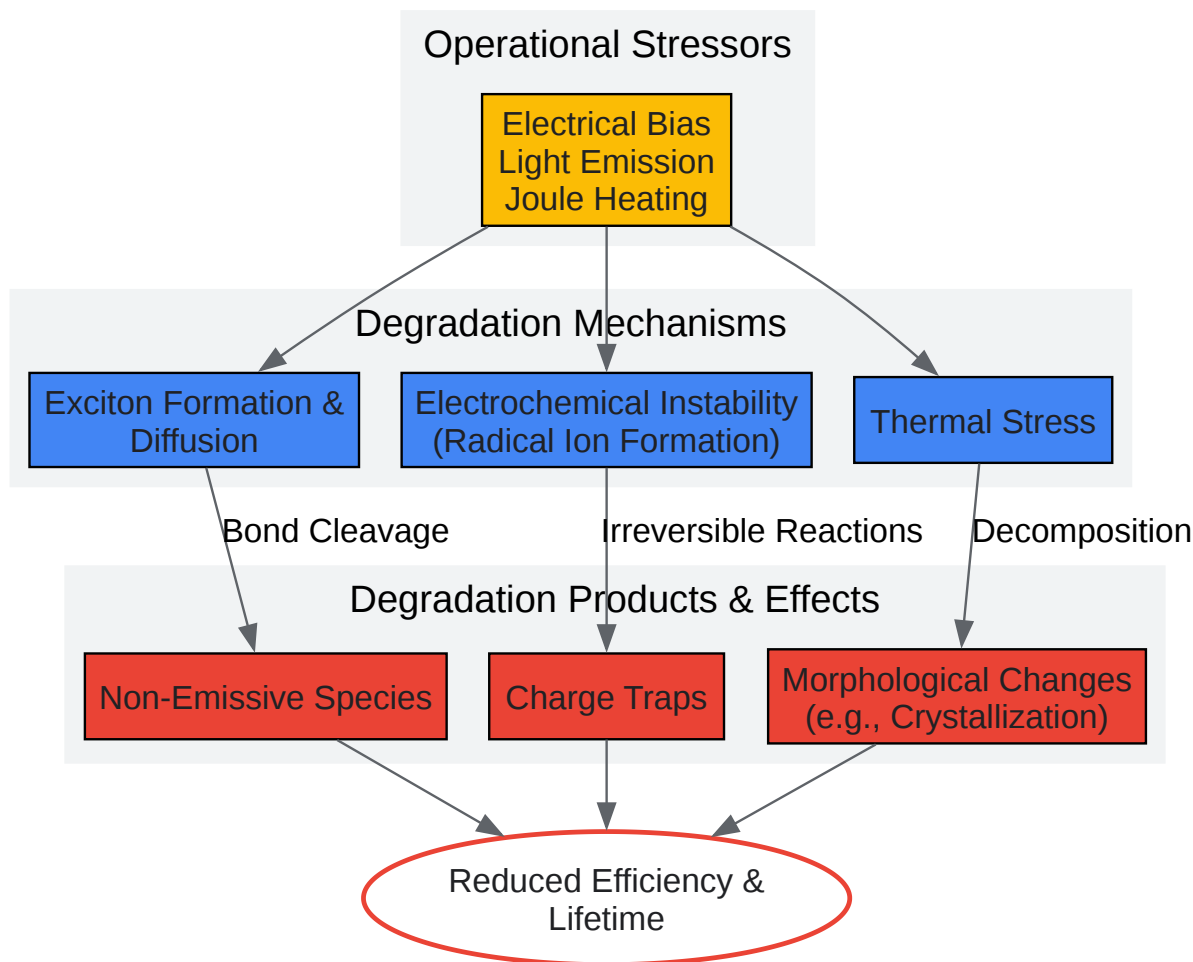 Operational Stressors
Electrical Bias
Light Emission
Joule Heating
Degradation Mechanisms
Exciton Formation &
Diffusion
Electrochemical Instability
(Radical Ion Formation)
Thermal Stress
Bond Cleavage
Irreversible Reactions
Decomposition
Degradation Products & Effects
Non-Emissive Species
Charge Traps
Morphological Changes
(e.g., Crystallization)
Reduced Efficiency &
Lifetime